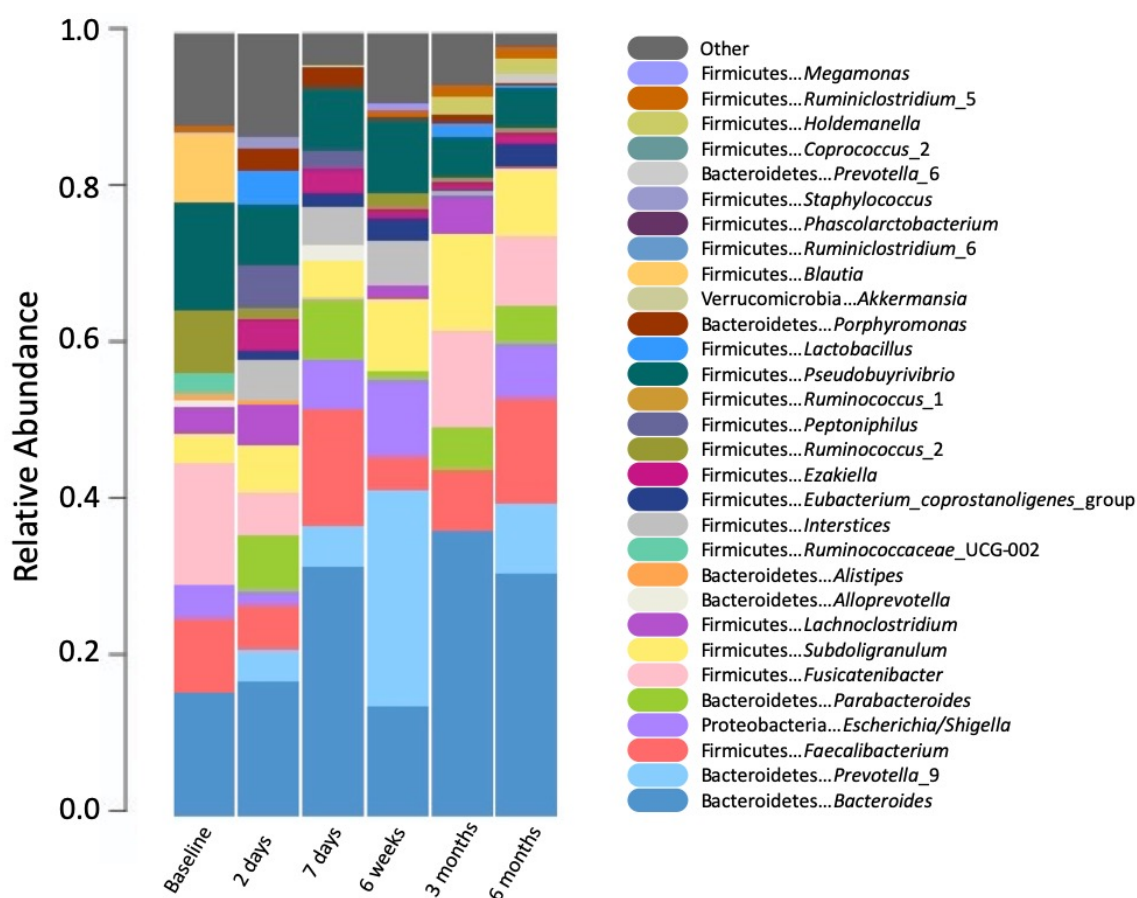 Relative Abundance
1.0
0.8
0.6
0.4
0.2
0.0
Baseline
2 days
7 days
6 weeks
3 months
6 months
Other
Firmicutes...Megamonas
Firmicutes...Ruminiclostridium_5
Firmicutes...Holdemanella
Firmicutes...Coprococcus_2
Bacteroidetes...Prevotella_6
Firmicutes...Staphylococcus
Firmicutes...Phascolarctobacterium
Firmicutes...Ruminiclostridium_6
Firmicutes...Blautia
Verrucomicrobia...Akkermansia
Bacteroidetes...Porphyromonas
Firmicutes...Lactobacillus
Firmicutes...Pseudobuyrivibrio
Firmicutes...Ruminococcus_1
Firmicutes...Peptoniphilus
Firmicutes...Ruminococcus_2
Firmicutes...Ezakiella
Firmicutes...Eubacterium_coprostanoligenes_group
Firmicutes...Interstices
Firmicutes...Ruminococcaceae_UCG-002
Bacteroidetes...Alistipes
Bacteroidetes...Alloprevotella
Firmicutes...Lachnoclostridium
Firmicutes...Subdoligranulum
Firmicutes...Fusicatenibacter
Bacteroidetes...Parabacteroides
Proteobacteria...Escherichia/Shigella
Firmicutes...Faecalibacterium
Bacteroidetes...Prevotella_9
Bacteroidetes...Bacteroides